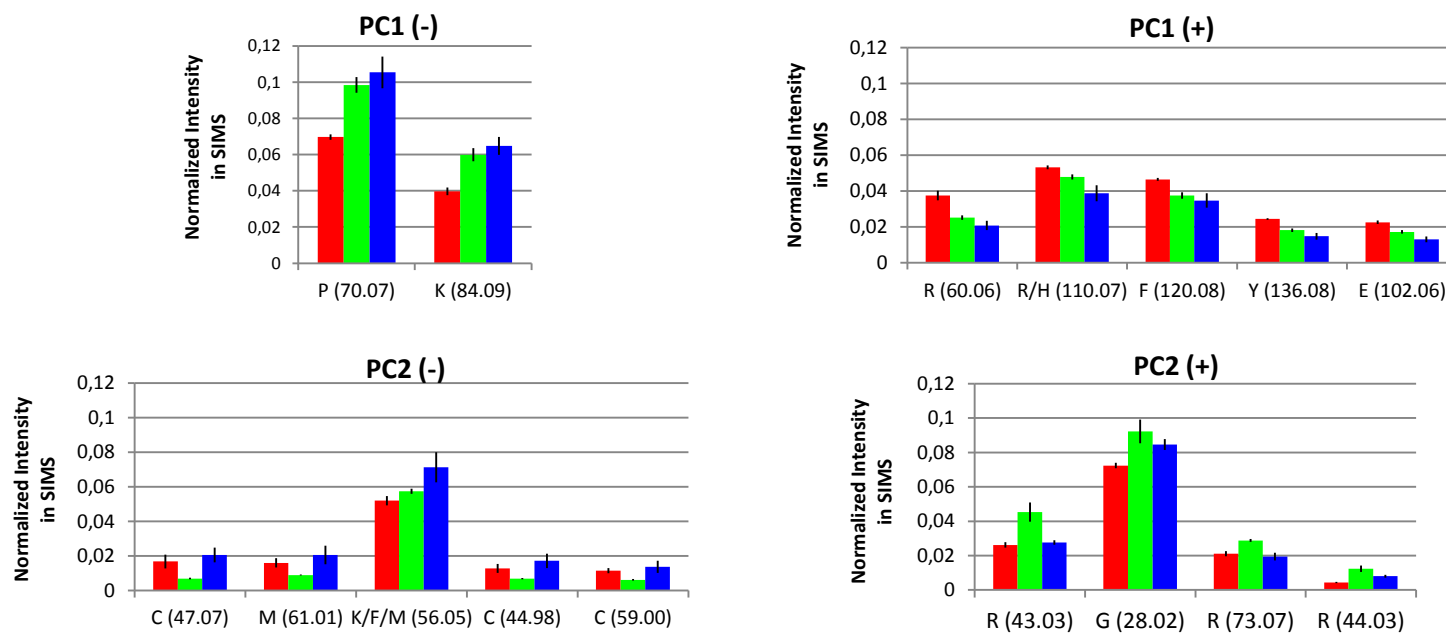 PC1 (-)
Normalized Intensity
in SIMS
0,12
0,1
0,08
0,06
0,04
0,02
0
P (70.07) K (84.09)
PC1 (+)
Normalized Intensity
in SIMS
0,12
0,1
0,08
0,06
0,04
0,02
0
R (60.06) R/H (110.07) F (120.08) Y (136.08) E (102.06)
PC2 (-)
Normalized Intensity
in SIMS
0,12
0,1
0,08
0,06
0,04
0,02
0
C (47.07) M (61.01) K/F/M (56.05) C (44.98) C (59.00)
PC2 (+)
Normalized Intensity
in SIMS
0,12
0,1
0,08
0,06
0,04
0,02
0
R (43.03) G (28.02) R (73.07) R (44.03)